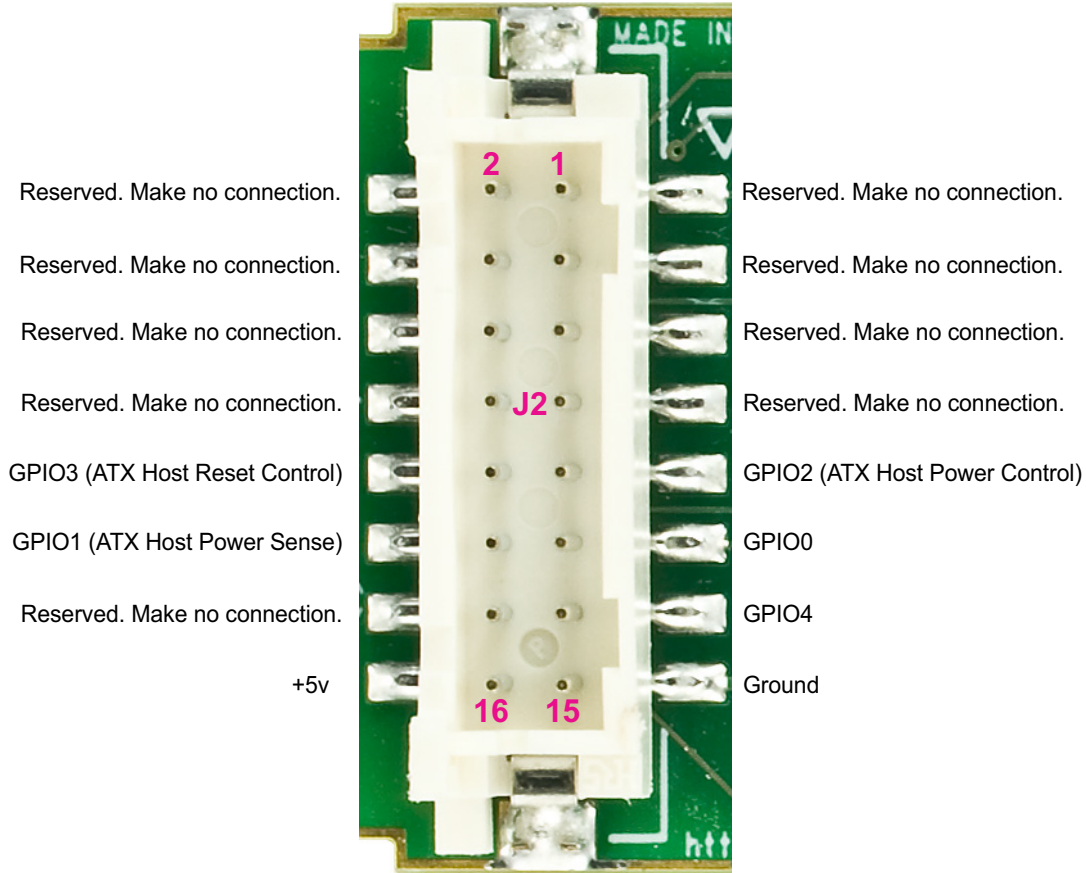 MADE IN
2 1
Reserved. Make no connection. Reserved. Make no connection.
Reserved. Make no connection. Reserved. Make no connection.
Reserved. Make no connection. Reserved. Make no connection.
Reserved. Make no connection. J2 Reserved. Make no connection.
GPIO3 (ATX Host Reset Control) GPIO2 (ATX Host Power Control)
GPIO1 (ATX Host Power Sense) GPIO0
Reserved. Make no connection. GPIO4
+5v Ground
16 15
htt